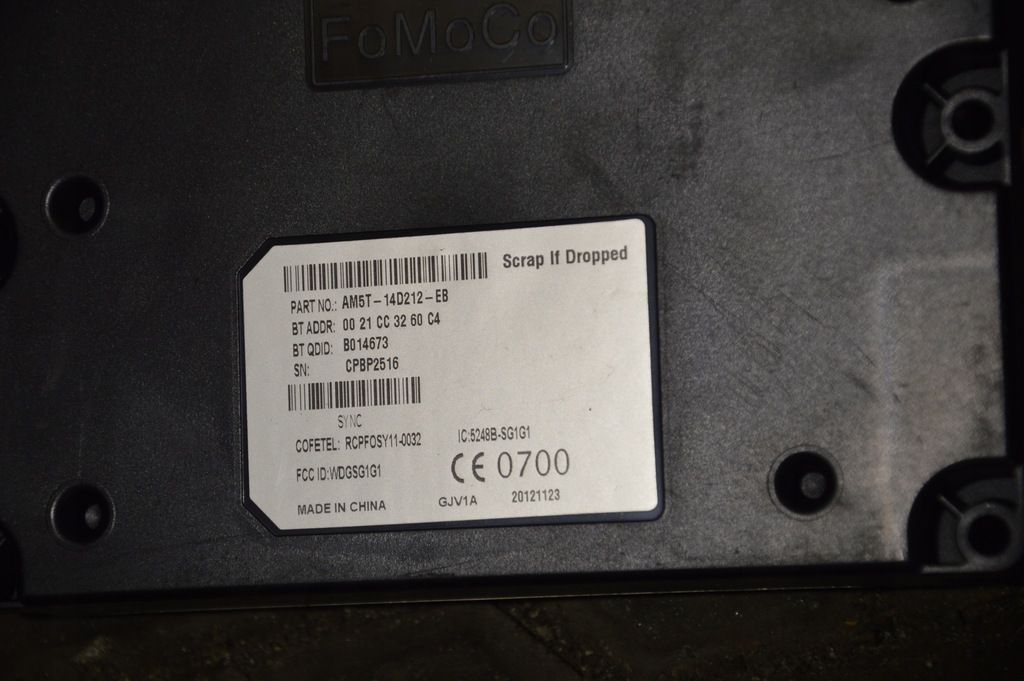 FoMoCo
Scrap If Dropped
PART NO.: AM5T-14D212-EB
BT ADDR: 00 21 CC 32 60 C4
BT QDID: B014673
SN: CPBP2516
SYNC
COFETEL: RCPFOSY11-0032 IC:5248B-SG1G1
FCC ID:WDGSG1G1 CE 0700
MADE IN CHINA GJV1A 20121123